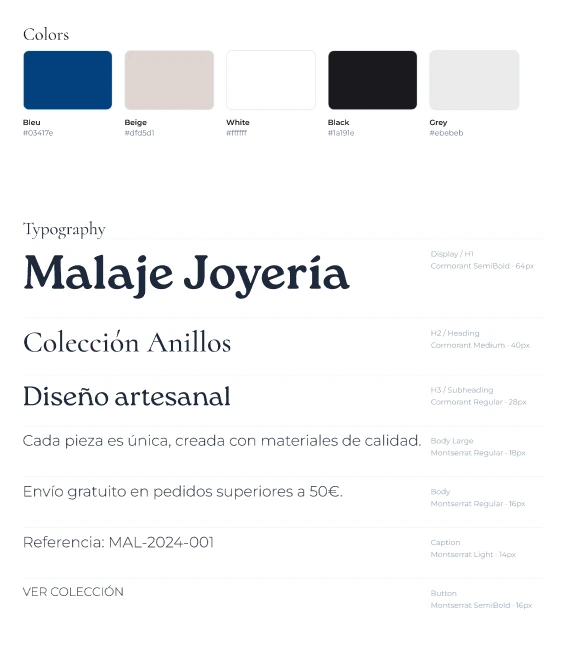 Colors
Bleu
#03417e
Beige
#dfd5d1
White
#ffffff
Black
#1a191e
Grey
#ebebeb
Typography
Malaje Joyería
Display / H1
Cormorant SemiBold · 64px
Colección Anillos
H2 / Heading
Cormorant Medium · 40px
Diseño artesanal
H3 / Subheading
Cormorant Regular · 28px
Cada pieza es única, creada con materiales de calidad.
Body Large
Montserrat Regular · 18px
Envío gratuito en pedidos superiores a 50€.
Body
Montserrat Regular · 16px
Referencia: MAL-2024-001
Caption
Montserrat Light · 14px
VER COLECCIÓN
Button
Montserrat SemiBold · 16px